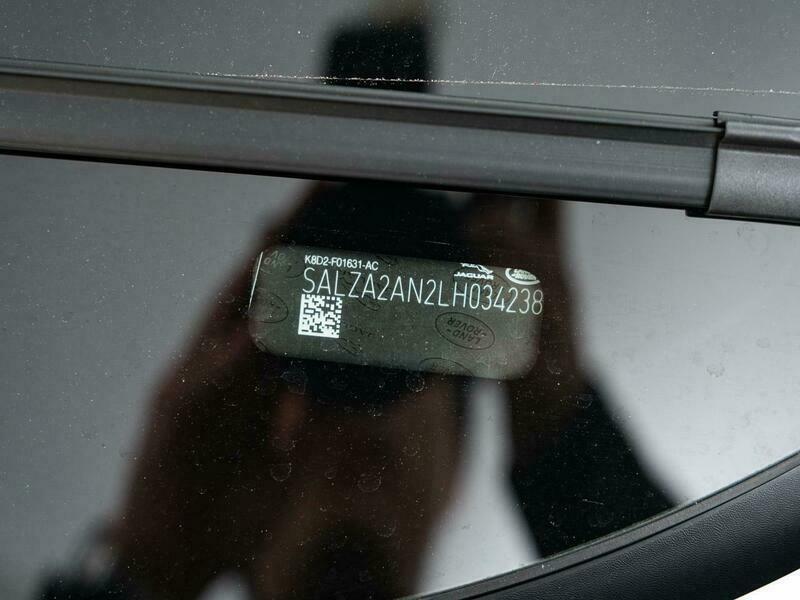 K8D2-F01631-AC
JAGUAR
SALZA2AN2LH034238
LAND-
ROVER